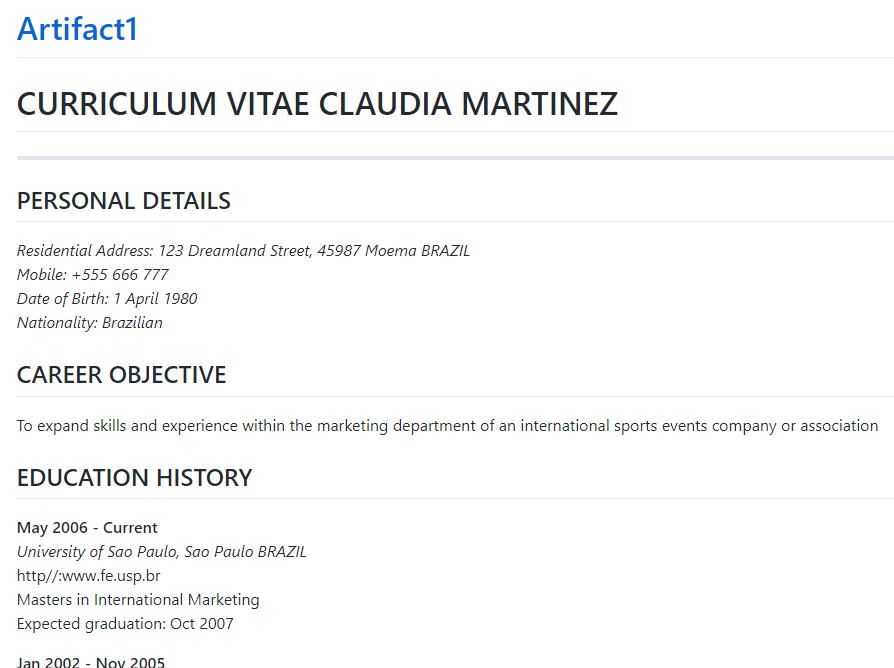 Artifact1
CURRICULUM VITAE CLAUDIA MARTINEZ
PERSONAL DETAILS
Residential Address: 123 Dreamland Street, 45987 Moema BRAZIL
Mobile: +555 666 777
Date of Birth: 1 April 1980
Nationality: Brazilian
CAREER OBJECTIVE
To expand skills and experience within the marketing department of an international sports events company or association
EDUCATION HISTORY
May 2006 - Current
University of Sao Paulo, Sao Paulo BRAZIL
http//:www.fe.usp.br
Masters in International Marketing
Expected graduation: Oct 2007
Jan 2002 - Nov 2005